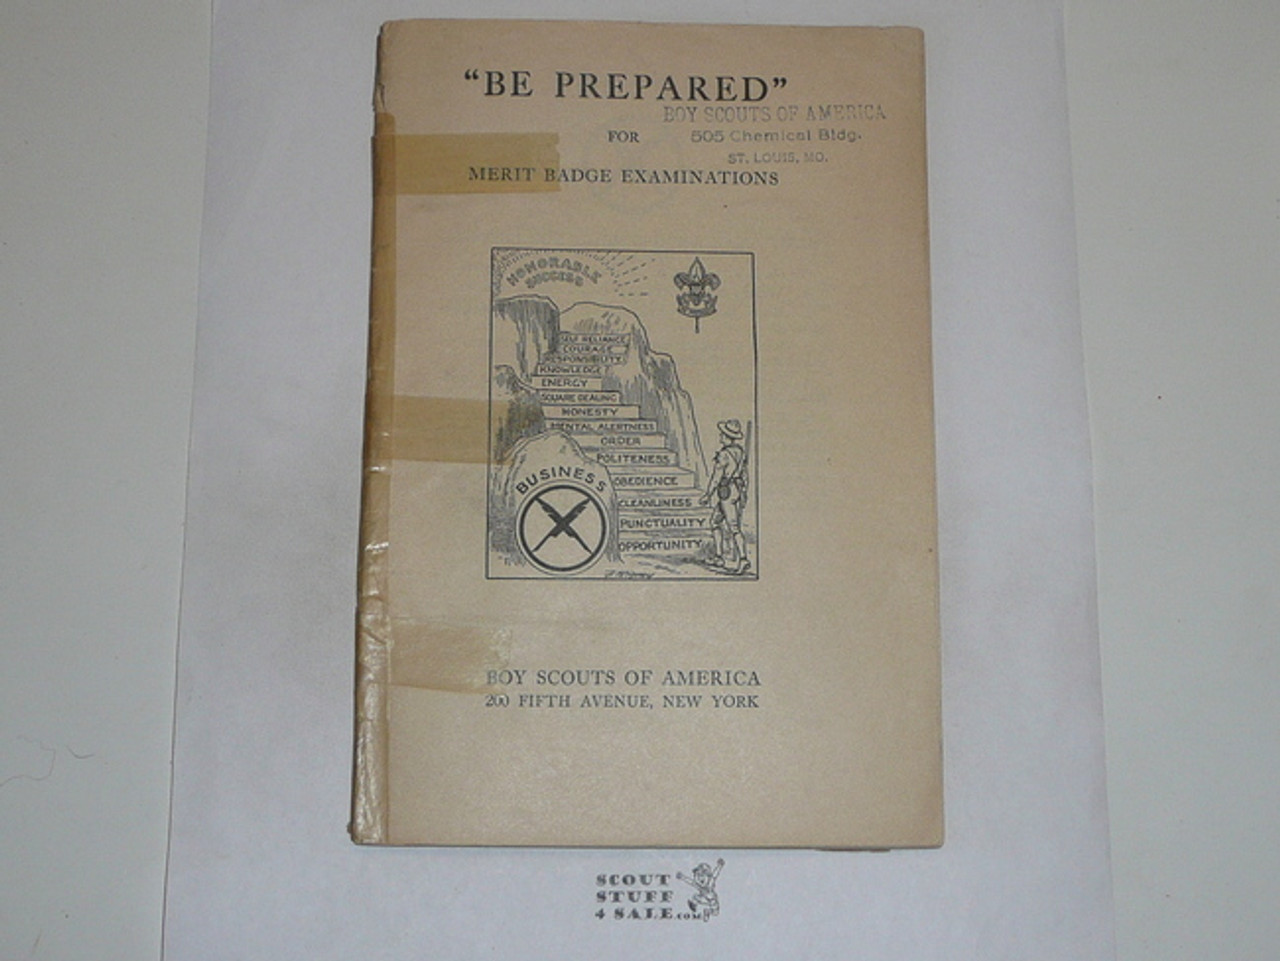 "BE PREPARED"
BOY SCOUTS OF AMERICA
FOR
505 Chemical Bldg.
ST. LOUIS, MO.
MERIT BADGE EXAMINATIONS
HONORABLE
SUCCESS
SELF RELIANCE
COURAGE
RESPONSIBILITY
KNOWLEDGE
ENERGY
SQUARE DEALING
HONESTY
MENTAL ALERTNESS
ORDER
POLITENESS
OBEDIENCE
CLEANLINESS
PUNCTUALITY
OPPORTUNITY
BUSINESS
BOY SCOUTS OF AMERICA
200 FIFTH AVENUE, NEW YORK
SCOUT
STUFF
4 SALE.com